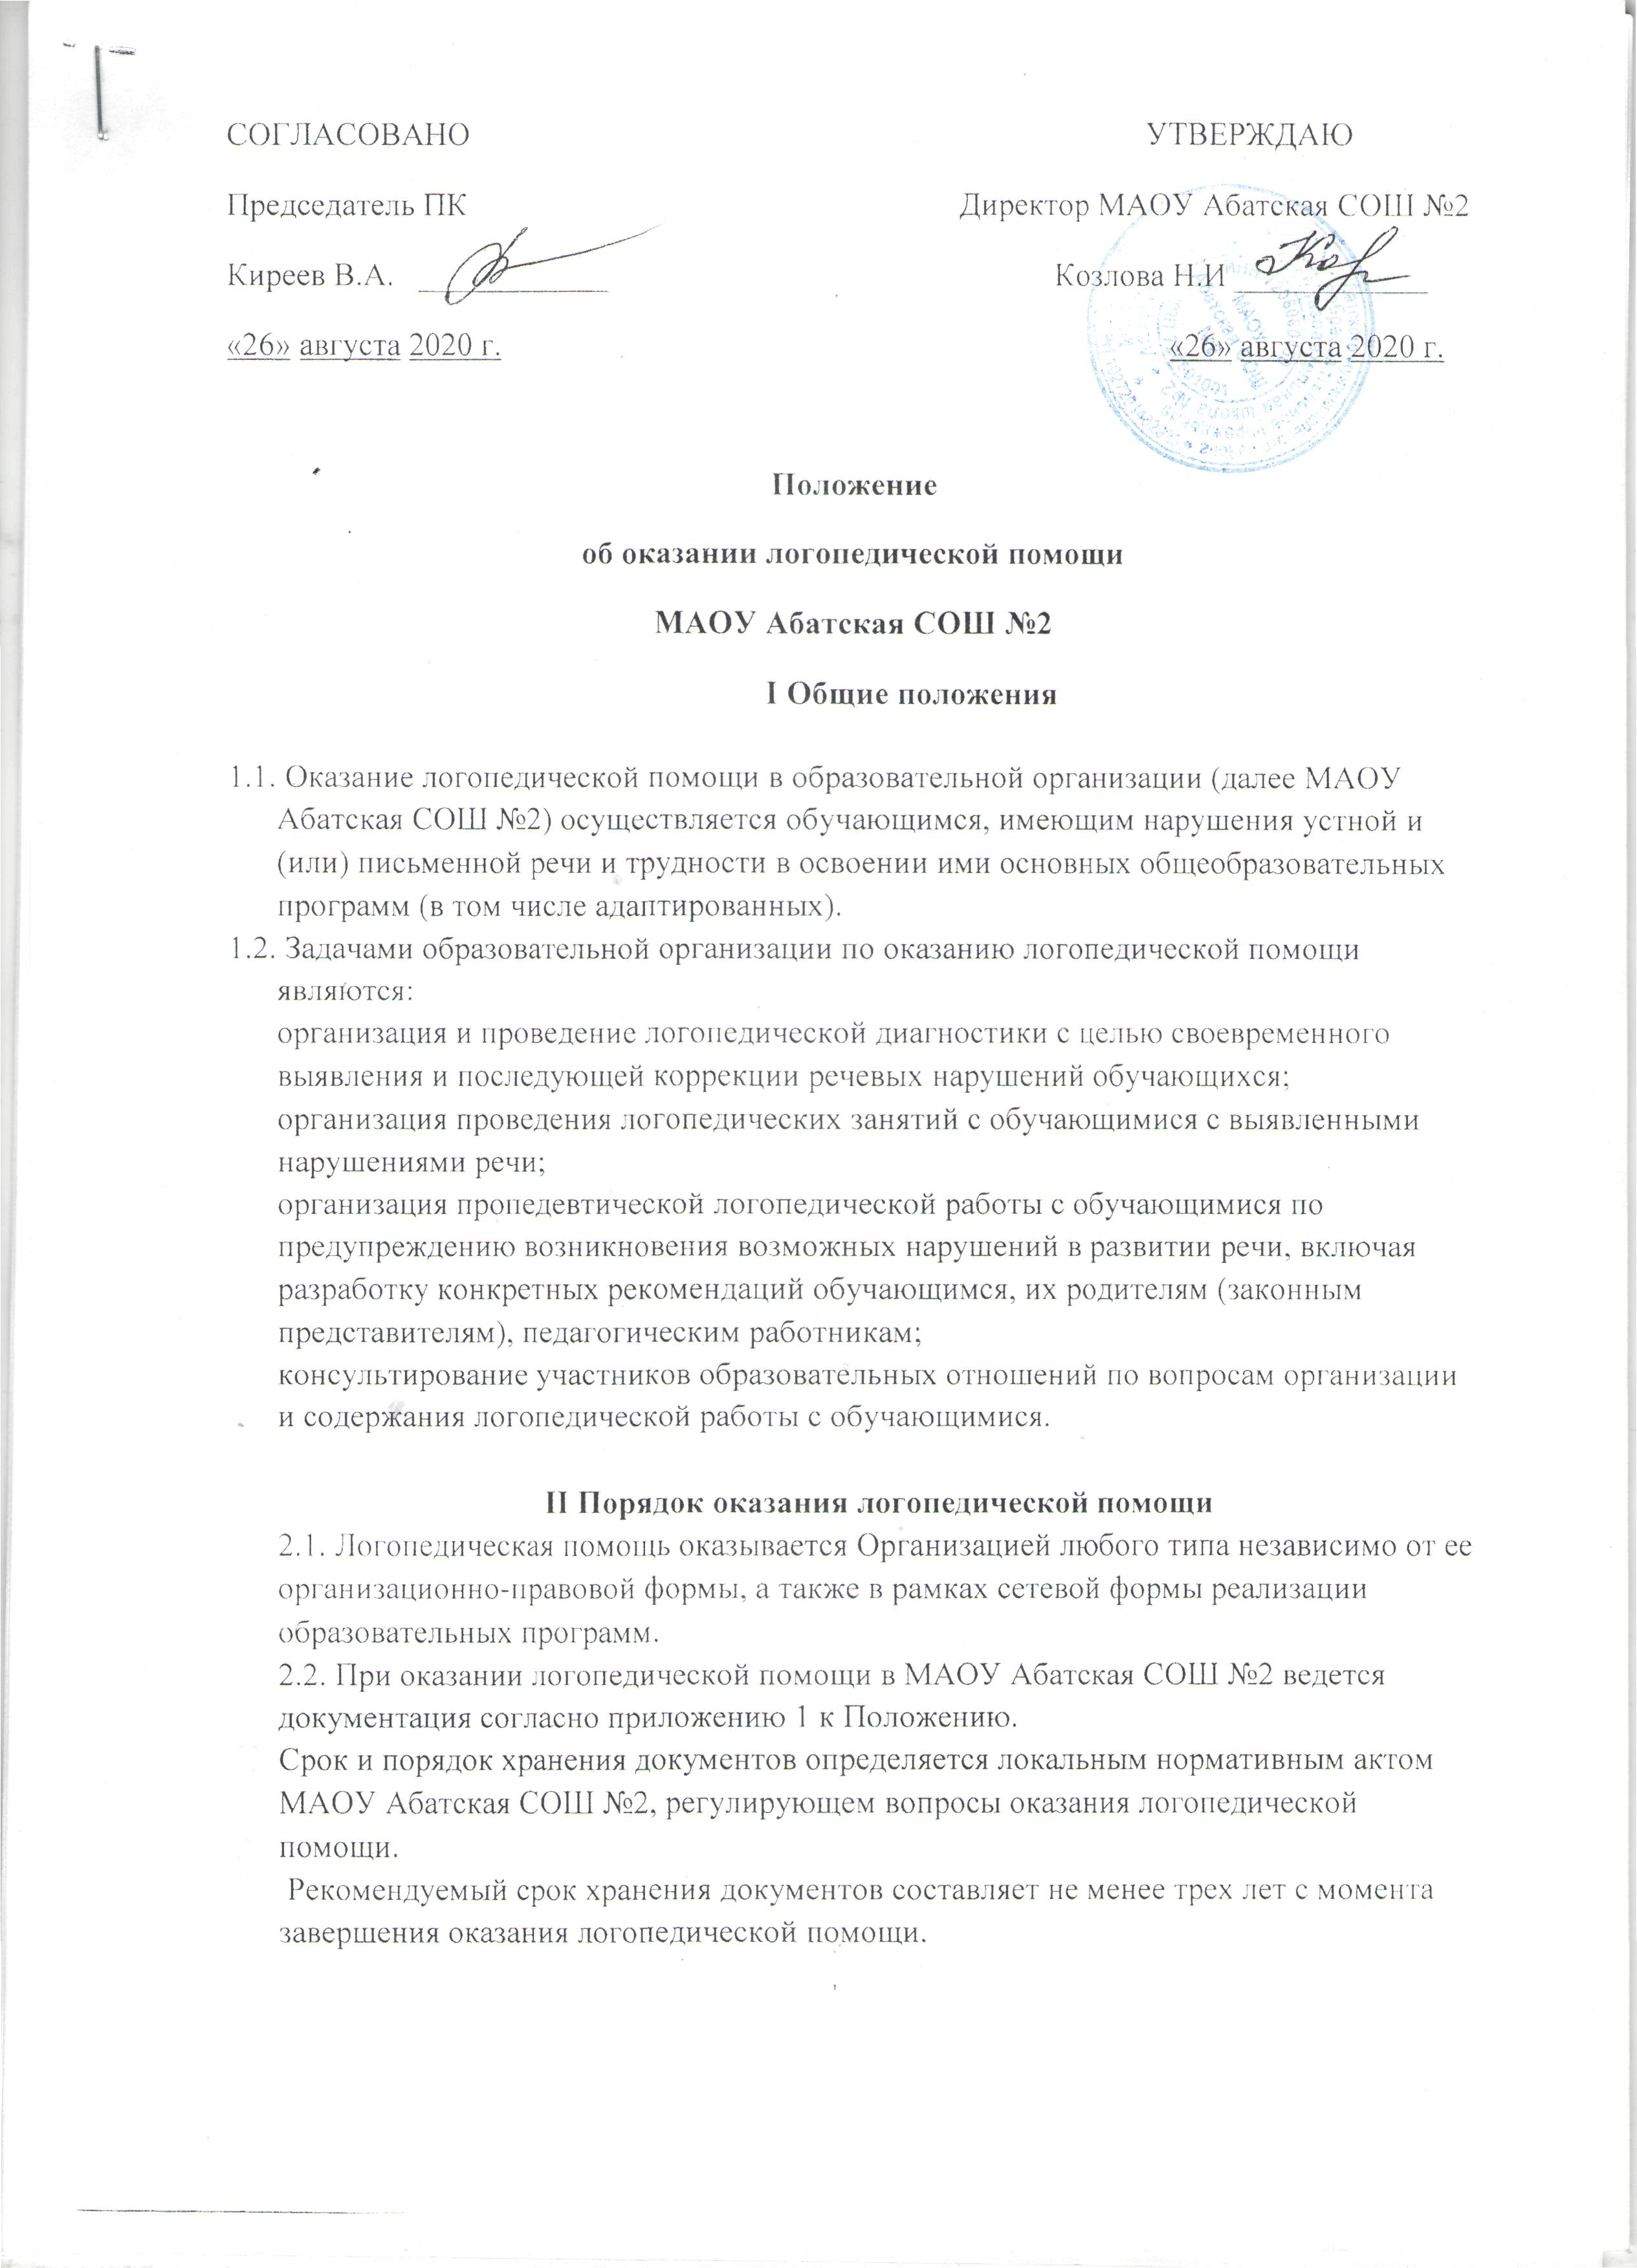 СОГЛАСОВАНО УТВЕРЖДАЮ
Председатель ПК Директор МАОУ Абатская СОШ №2
Киреев В.А. Козлова Н.И
«26» августа 2020 г. «26» августа 2020 г.
Положение
об оказании логопедической помощи
МАОУ Абатская СОШ №2
I Общие положения
1.1. Оказание логопедической помощи в образовательной организации (далее МАОУ
Абатская СОШ №2) осуществляется обучающимся, имеющим нарушения устной и
(или) письменной речи и трудности в освоении ими основных общеобразовательных
программ (в том числе адаптированных).
1.2. Задачами образовательной организации по оказанию логопедической помощи
являются:
организация и проведение логопедической диагностики с целью своевременного
выявления и последующей коррекции речевых нарушений обучающихся;
организация проведения логопедических занятий с обучающимися с выявленными
нарушениями речи;
организация пропедевтической логопедической работы с обучающимися по
предупреждению возникновения возможных нарушений в развитии речи, включая
разработку конкретных рекомендаций обучающимся, их родителям (законным
представителям), педагогическим работникам;
консультирование участников образовательных отношений по вопросам организации
и содержания логопедической работы с обучающимися.
II Порядок оказания логопедической помощи
2.1. Логопедическая помощь оказывается Организацией любого типа независимо от ее
организационно-правовой формы, а также в рамках сетевой формы реализации
образовательных программ.
2.2. При оказании логопедической помощи в МАОУ Абатская СОШ №2 ведется
документация согласно приложению 1 к Положению.
Срок и порядок хранения документов определяется локальным нормативным актом
МАОУ Абатская СОШ №2, регулирующем вопросы оказания логопедической
помощи.
Рекомендуемый срок хранения документов составляет не менее трех лет с момента
завершения оказания логопедической помощи.